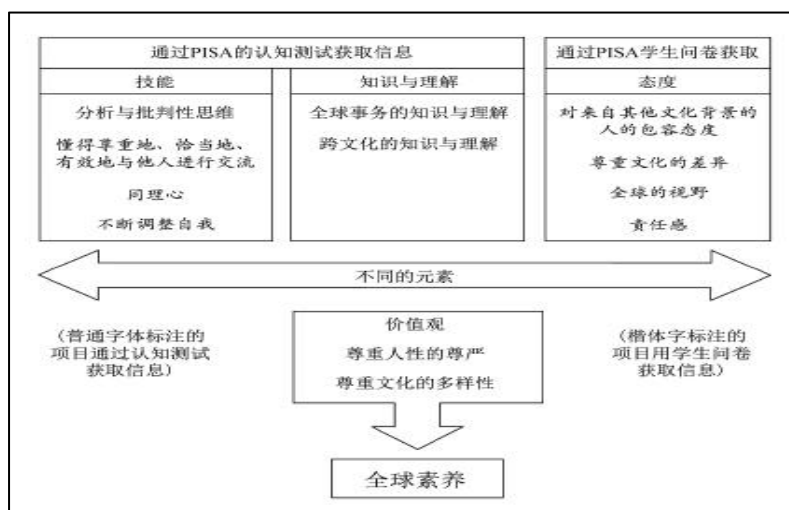 通过PISA的认知测试获取信息
通过PISA学生问卷获取
技能
知识与理解
态度
分析与批判性思维
懂得尊重地、恰当地、
有效地与他人进行交流
同理心
不断调整自我
全球事务的知识与理解
跨文化的知识与理解
对来自其他文化背景的
人的包容态度
尊重文化的差异
全球的视野
责任感
不同的元素
（普通字体标注的
项目通过认知测试
获取信息）
价值观
尊重人性的尊严
尊重文化的多样性
（楷体字标注的
项目用学生问卷
获取信息）
全球素养